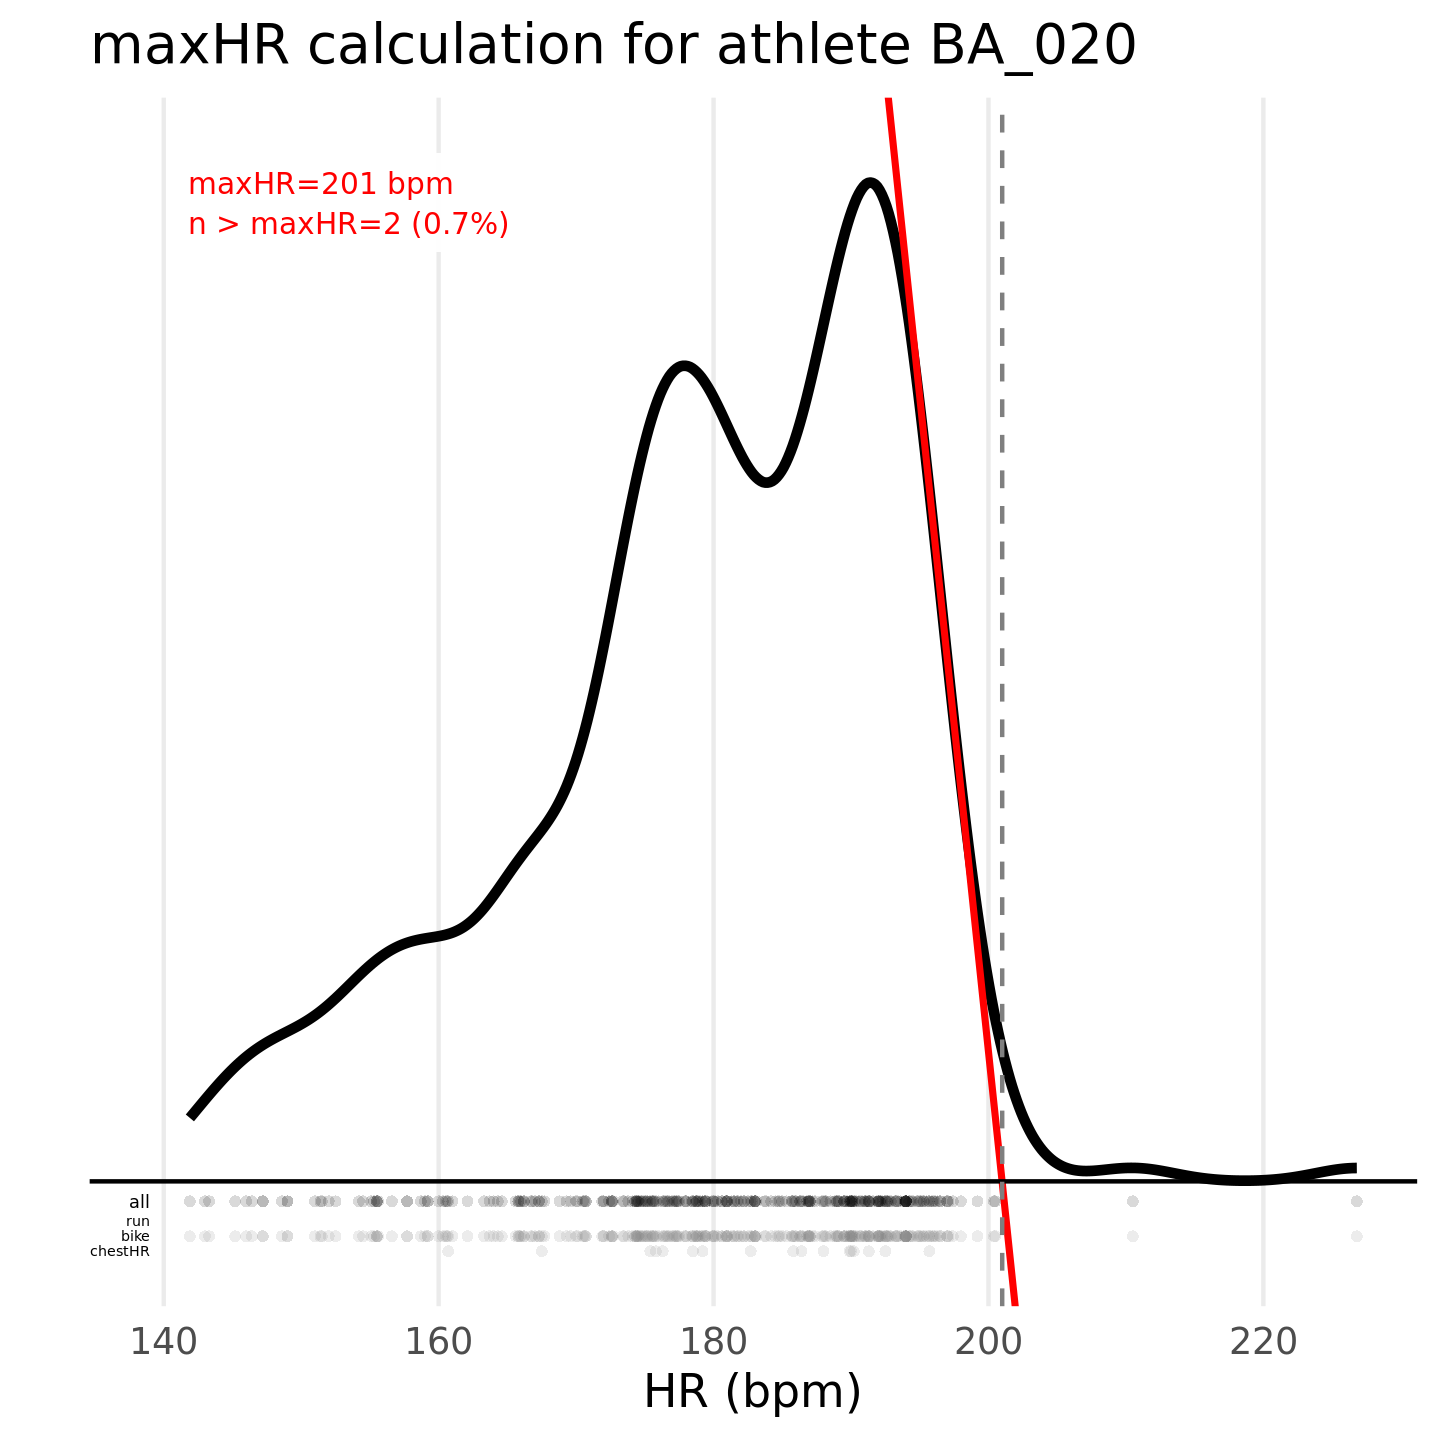 maxHR calculation for athlete BA_020
maxHR=201 bpm
n > maxHR=2 (0.7%)
all
run
bike
chestHR
140 160 180 200 220
HR (bpm)